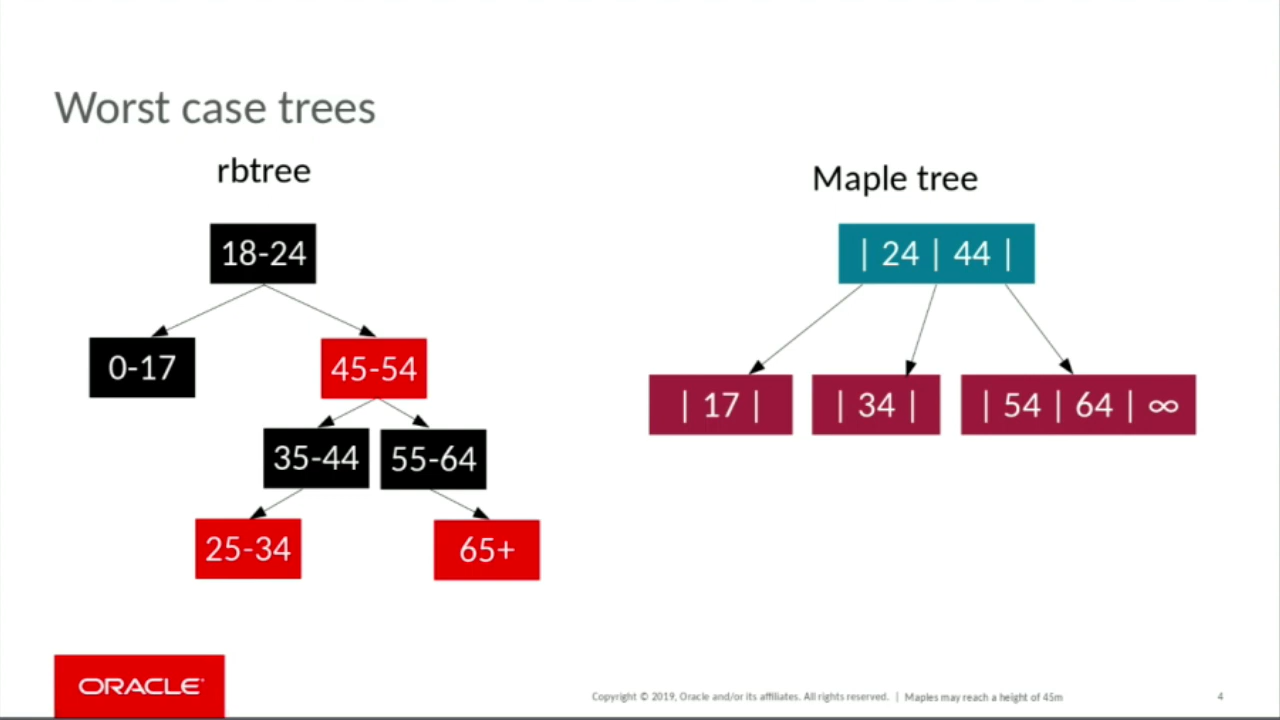 Worst case trees
rbtree
18-24
0-17
45-54
35-44
55-64
25-34
65+
Maple tree
| 24 | 44 |
| 17 |
| 34 |
| 54 | 64 | ∞
ORACLE
Copyright © 2019, Oracle and/or its affiliates. All rights reserved. | Maples may reach a height of 45m
4